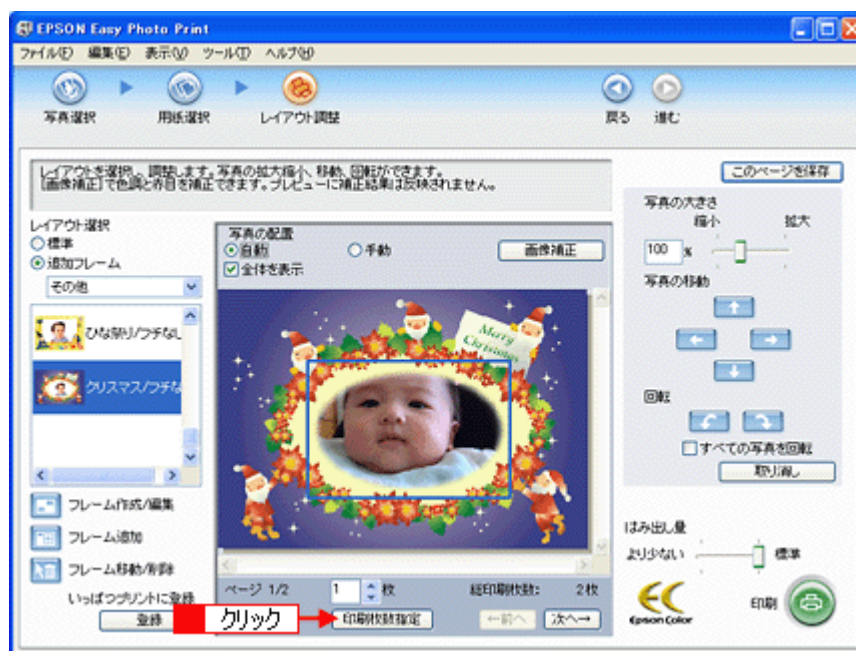 EPSON Easy Photo Print
ファイル(F) 編集(E) 表示(V) ツール(T) ヘルプ(H)
写真選択 用紙選択 レイアウト調整 戻る 進む
レイアウトを選択し、調整します。写真の拡大縮小、移動、回転ができます。
[画像補正]で色調と赤目を補正できます。プレビューに補正結果は反映されません。
このページを保存
レイアウト選択
標準
追加フレーム
その他
ひな祭り/フチなし
クリスマス/フチな
フレーム作成/編集
フレーム追加
フレーム移動/削除
いっぱつプリントに登録
登録
写真の配置
自動 手動 画像補正
全体を表示
Merry
Christmas
ページ 1/2 1 枚 総印刷枚数: 2枚
クリック
印刷枚数指定 ←前へ 次へ→
写真の大きさ
縮小 拡大
100 %
写真の移動
回転
すべての写真を回転
取り消し
はみ出し量
より少ない 標準
Epson Color
印刷